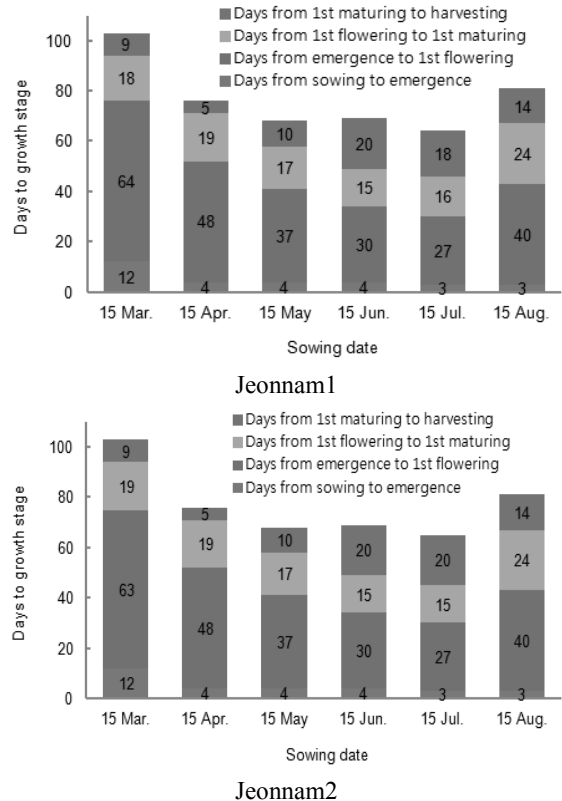 ■ Days from 1st maturing to harvesting
■ Days from 1st flowering to 1st maturing
■ Days from emergence to 1st flowering
■ Days from sowing to emergence
Days to growth stage
100
80
60
40
20
0
9 5 10 20 18 14
18 19 17 15 16 24
64 48 37 30 27 40
12 4 4 4 3 3
15 Mar. 15 Apr. 15 May 15 Jun. 15 Jul. 15 Aug.
Sowing date
Jeonnam1
■ Days from 1st maturing to harvesting
■ Days from 1st flowering to 1st maturing
■ Days from emergence to 1st flowering
■ Days from sowing to emergence
Days to growth stage
100
80
60
40
20
0
9 5 10 20 20 14
19 19 17 15 15 24
63 48 37 30 27 40
12 4 4 4 3 3
15 Mar. 15 Apr. 15 May 15 Jun. 15 Jul. 15 Aug.
Sowing date
Jeonnam2